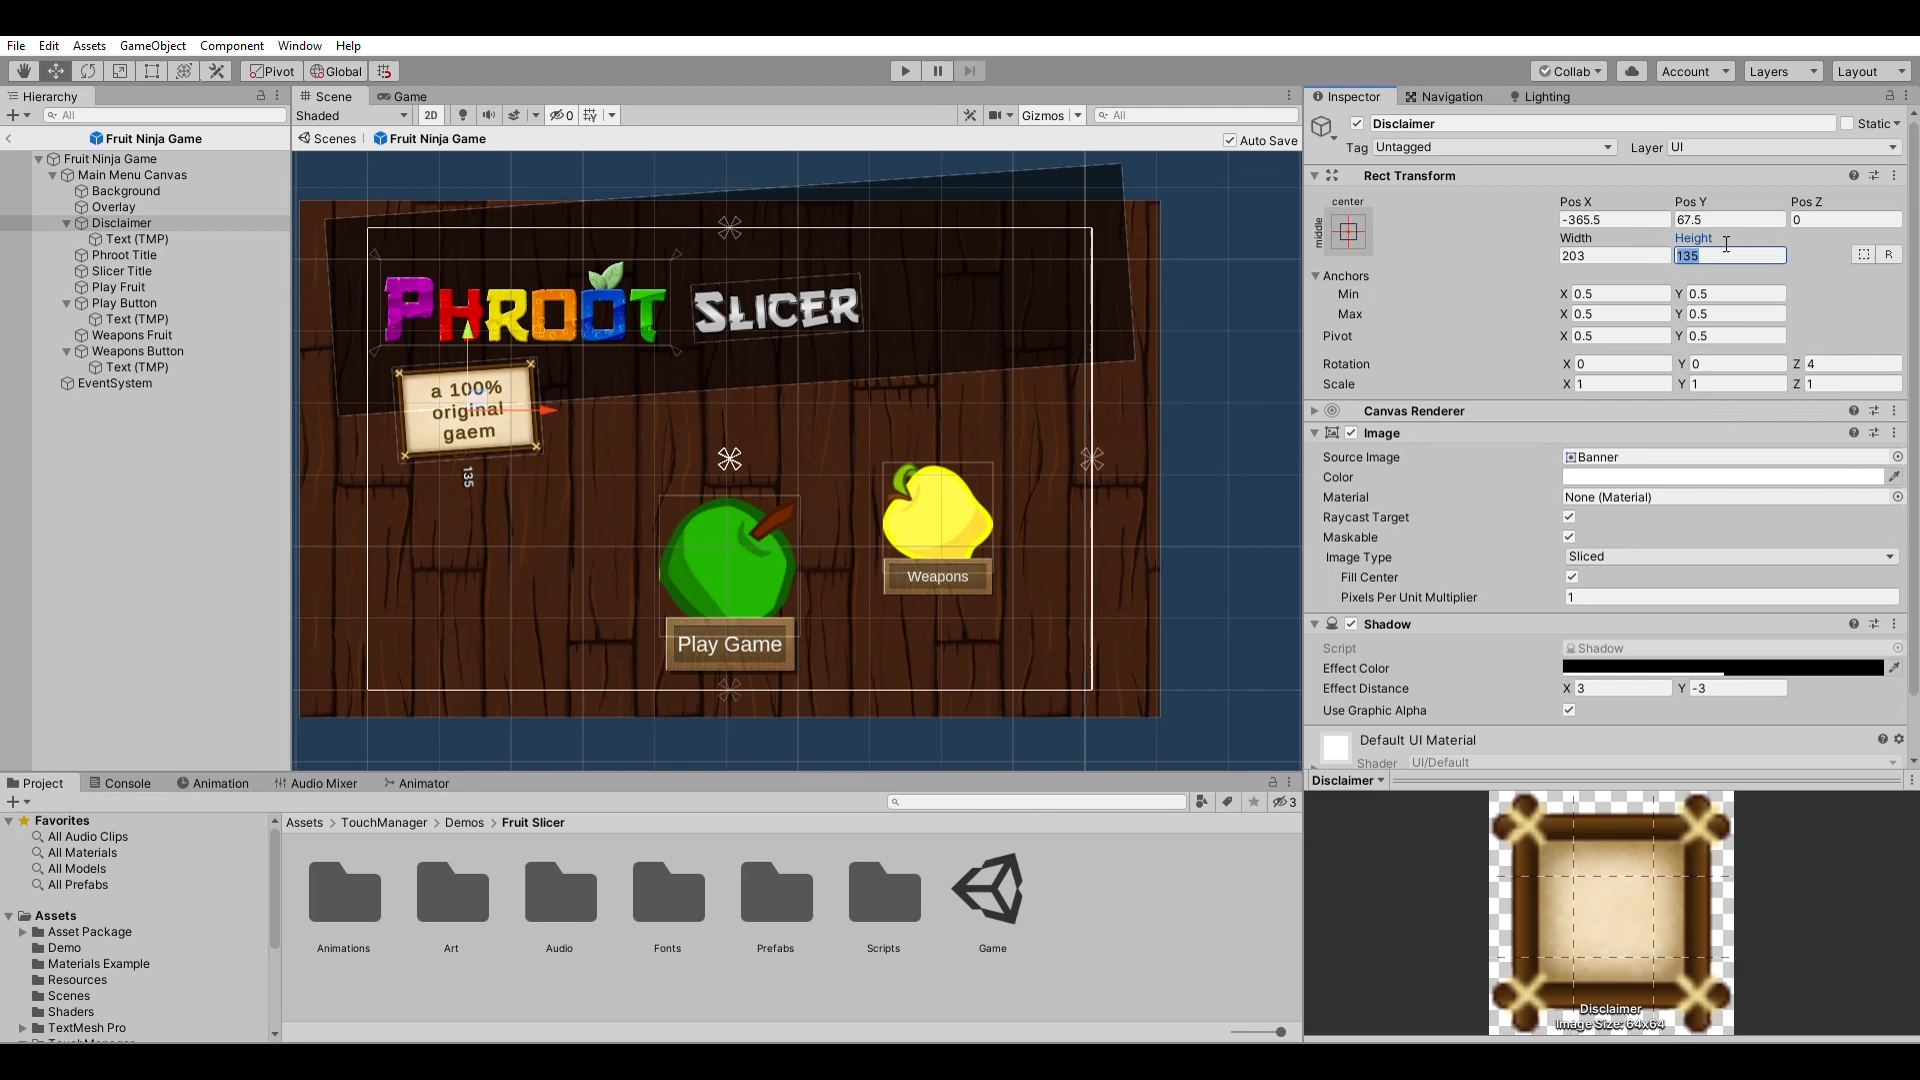 File Edit Assets GameObject Component Window Help
Pivot Global Collab Account Layers Layout
Hierarchy Scene Game Inspector Navigation Lighting
All Shaded 2D 0 Gizmos All
Disclaimer Static
Fruit Ninja Game Scenes Fruit Ninja Game Auto Save
Tag Untagged Layer UI
Fruit Ninja Game
Main Menu Canvas
Background
Overlay
Disclaimer
Text (TMP)
Phroot Title
Slicer Title
Play Fruit
Play Button
Text (TMP)
Weapons Fruit
Weapons Button
Text (TMP)
EventSystem
PHROOT SLICER
a 100%
original
gaem
135
Weapons
Play Game
Rect Transform
center
middle
Pos X Pos Y Pos Z
-365.5 67.5 0
Width Height
203 135 R
Anchors
Min X 0.5 Y 0.5
Max X 0.5 Y 0.5
Pivot X 0.5 Y 0.5
Rotation X 0 Y 0 Z 4
Scale X 1 Y 1 Z 1
Canvas Renderer
Image
Source Image Banner
Color
Material None (Material)
Raycast Target
Maskable
Image Type Sliced
Fill Center
Pixels Per Unit Multiplier 1
Shadow
Script Shadow
Effect Color
Effect Distance X 3 Y -3
Use Graphic Alpha
Default UI Material
Shader UI/Default
Project Console Animation Audio Mixer Animator
3
Favorites
All Audio Clips
All Materials
All Models
All Prefabs
Assets
Asset Package
Demo
Materials Example
Resources
Scenes
Shaders
TextMesh Pro
Assets > TouchManager > Demos > Fruit Slicer
Animations Art Audio Fonts Prefabs Scripts Game
Disclaimer
Disclaimer
Image Size: 64x64